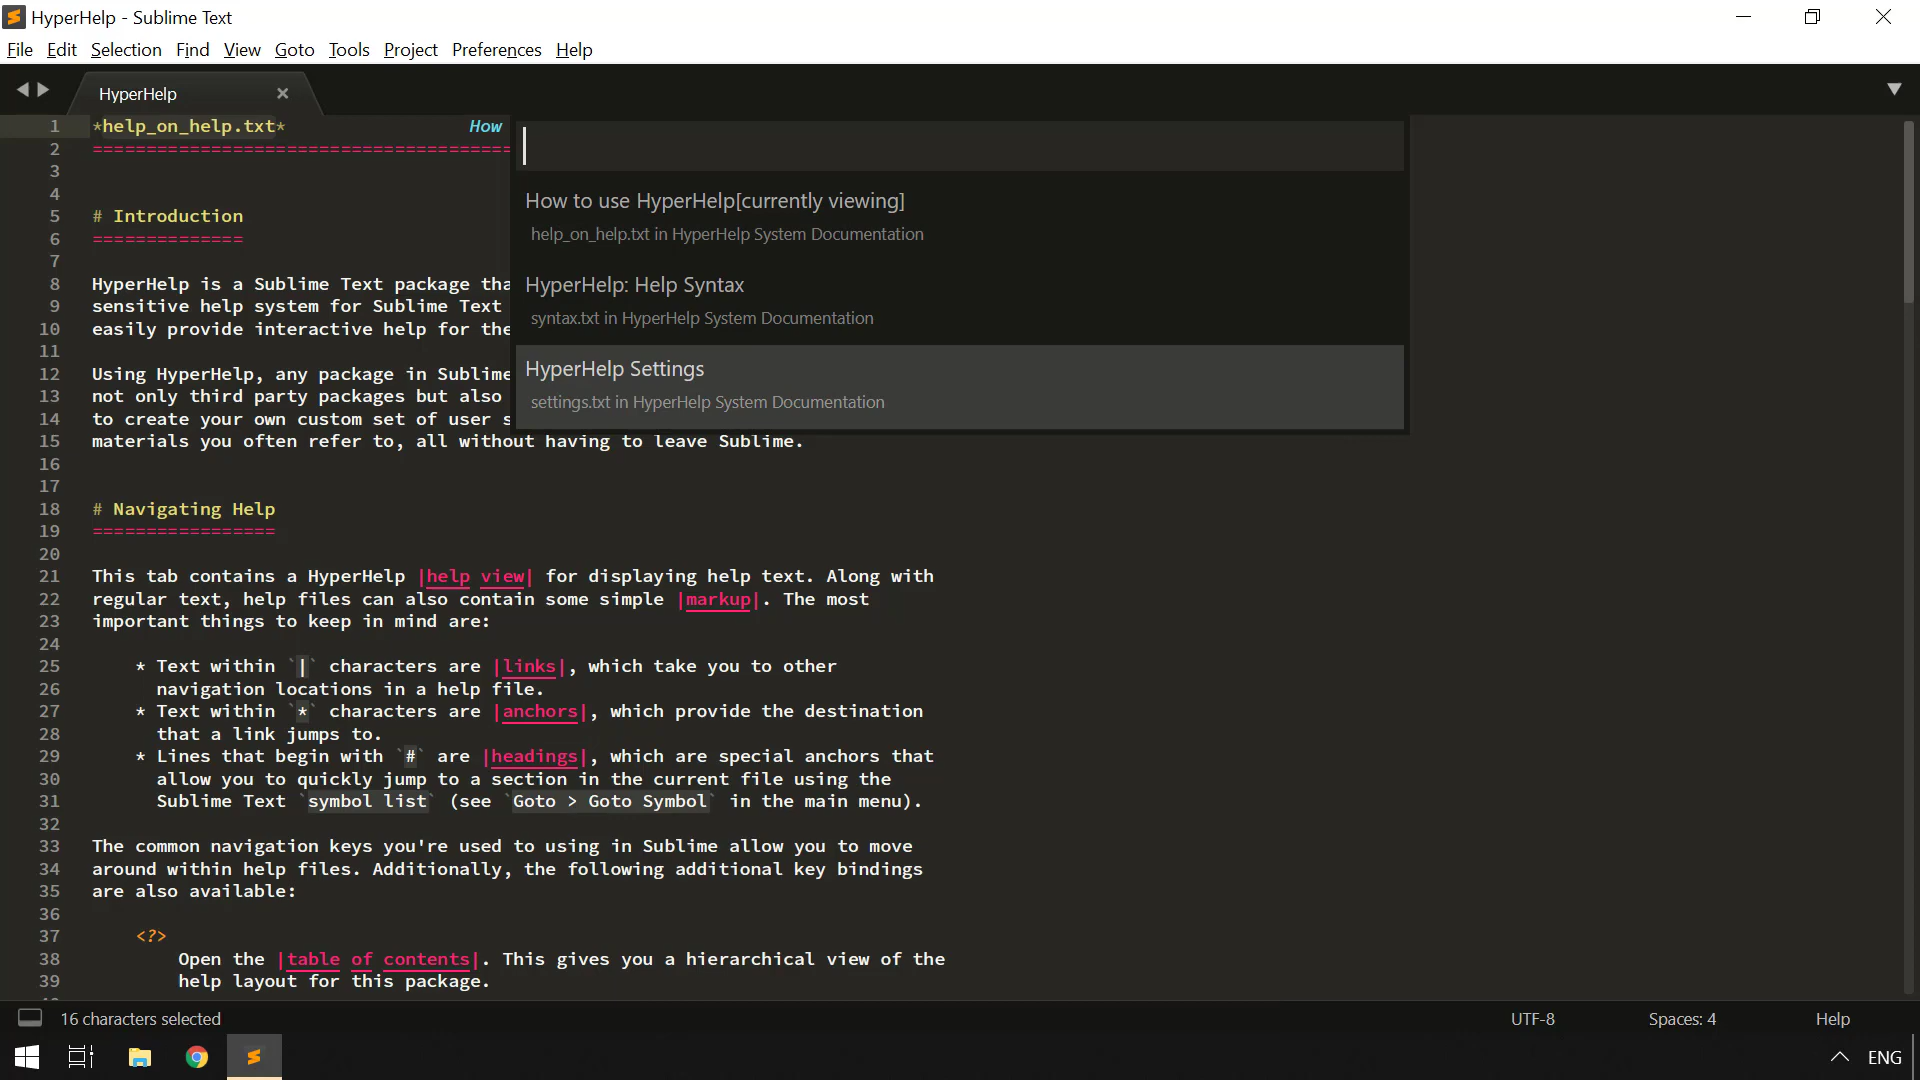 HyperHelp - Sublime Text
File Edit Selection Find View Goto Tools Project Preferences Help
HyperHelp
1 *help_on_help.txt* How
2 =======================================
3
4
5 # Introduction
6 ==============
7
8 HyperHelp is a Sublime Text package tha
9 sensitive help system for Sublime Text
10 easily provide interactive help for the
11
12 Using HyperHelp, any package in Sublime
13 not only third party packages but also
14 to create your own custom set of user s
15 materials you often refer to, all without having to leave Sublime.
16
17
18 # Navigating Help
19 =================
20
21 This tab contains a HyperHelp |help view| for displaying help text. Along with
22 regular text, help files can also contain some simple |markup|. The most
23 important things to keep in mind are:
24
25 * Text within `|` characters are |links|, which take you to other
26 navigation locations in a help file.
27 * Text within `*` characters are |anchors|, which provide the destination
28 that a link jumps to.
29 * Lines that begin with `#` are |headings|, which are special anchors that
30 allow you to quickly jump to a section in the current file using the
31 Sublime Text `symbol list` (see `Goto > Goto Symbol` in the main menu).
32
33 The common navigation keys you're used to using in Sublime allow you to move
34 around within help files. Additionally, the following additional key bindings
35 are also available:
36
37 <?>
38 Open the |table of contents|. This gives you a hierarchical view of the
39 help layout for this package.
How to use HyperHelp[currently viewing]
help_on_help.txt in HyperHelp System Documentation
HyperHelp: Help Syntax
syntax.txt in HyperHelp System Documentation
HyperHelp Settings
settings.txt in HyperHelp System Documentation
16 characters selected UTF-8 Spaces: 4 Help
ENG